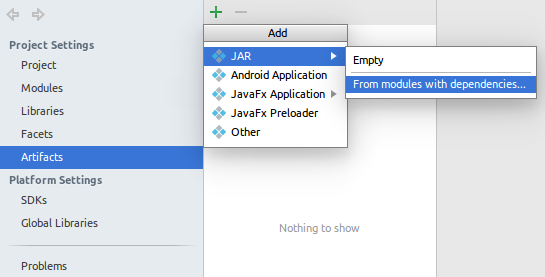 Project Settings
Project
Modules
Libraries
Facets
Artifacts
Platform Settings
SDKs
Global Libraries
Problems
Add
JAR
Android Application
JavaFx Application
JavaFx Preloader
Other
Empty
From modules with dependencies...
Nothing to show